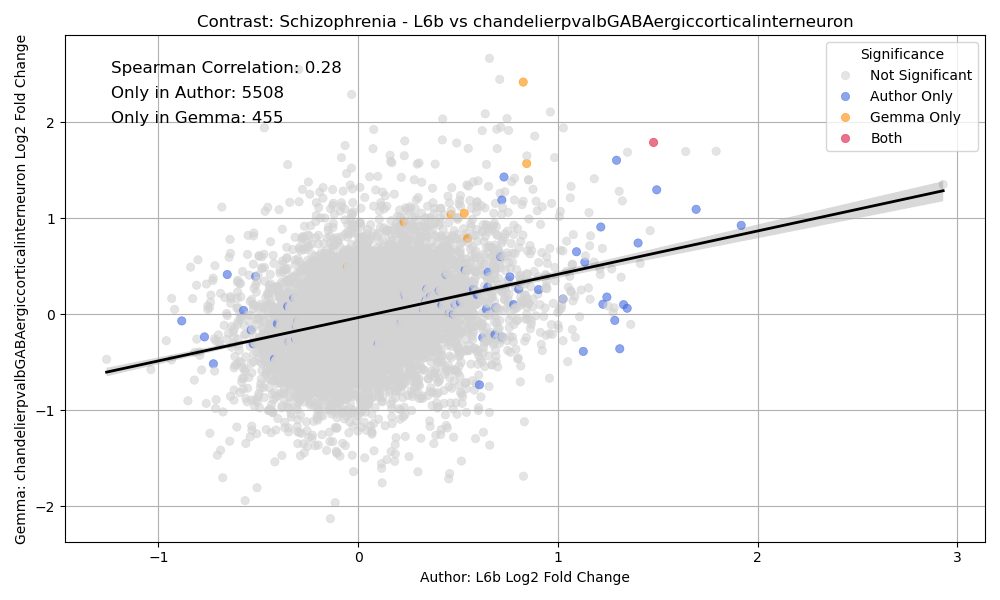 Contrast: Schizophrenia - L6b vs chandelierpvalbGABAergiccorticalinterneuron
Spearman Correlation: 0.28
Only in Author: 5508
Only in Gemma: 455
Significance
Not Significant
Author Only
Gemma Only
Both
Gemma: chandelierpvalbGABAergiccorticalinterneuron Log2 Fold Change
2
1
0
−1
−2
−1
0
1
2
3
Author: L6b Log2 Fold Change